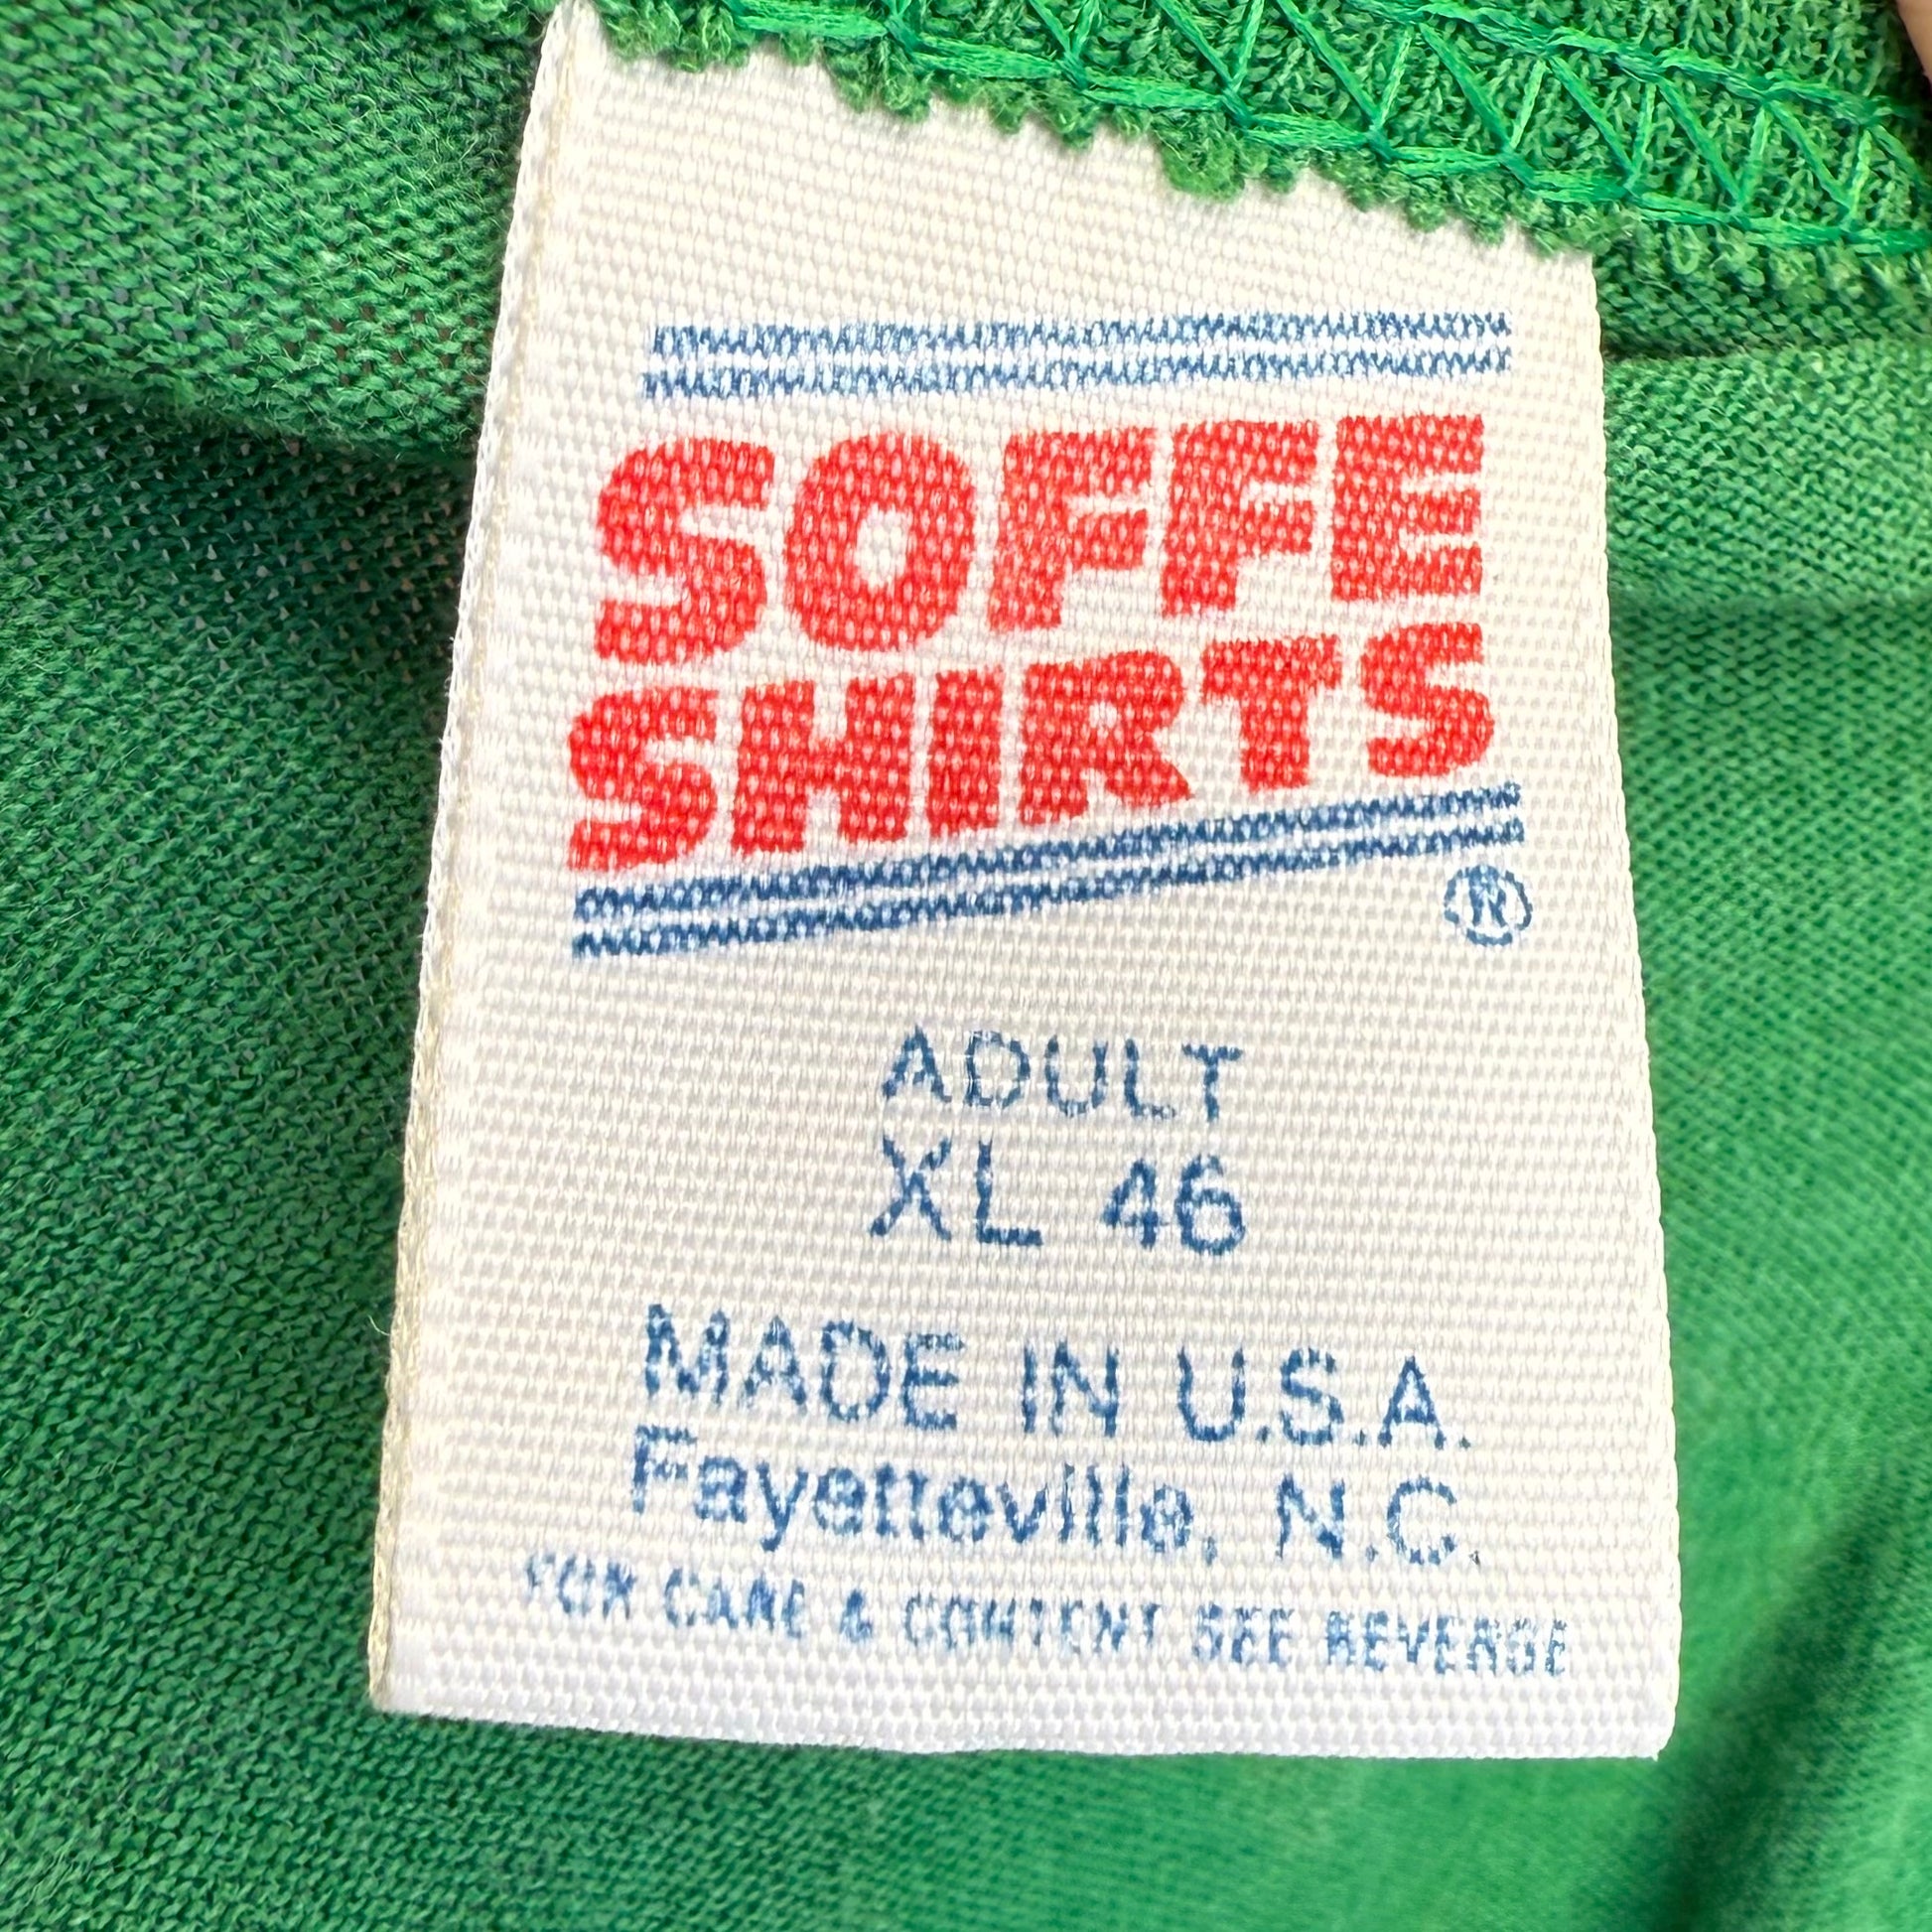 SOFFE
SHIRTS
®
ADULT
XL 46
MADE IN U.S.A.
Fayetteville, N.C.
FOR CARE & CONTENT SEE REVERSE